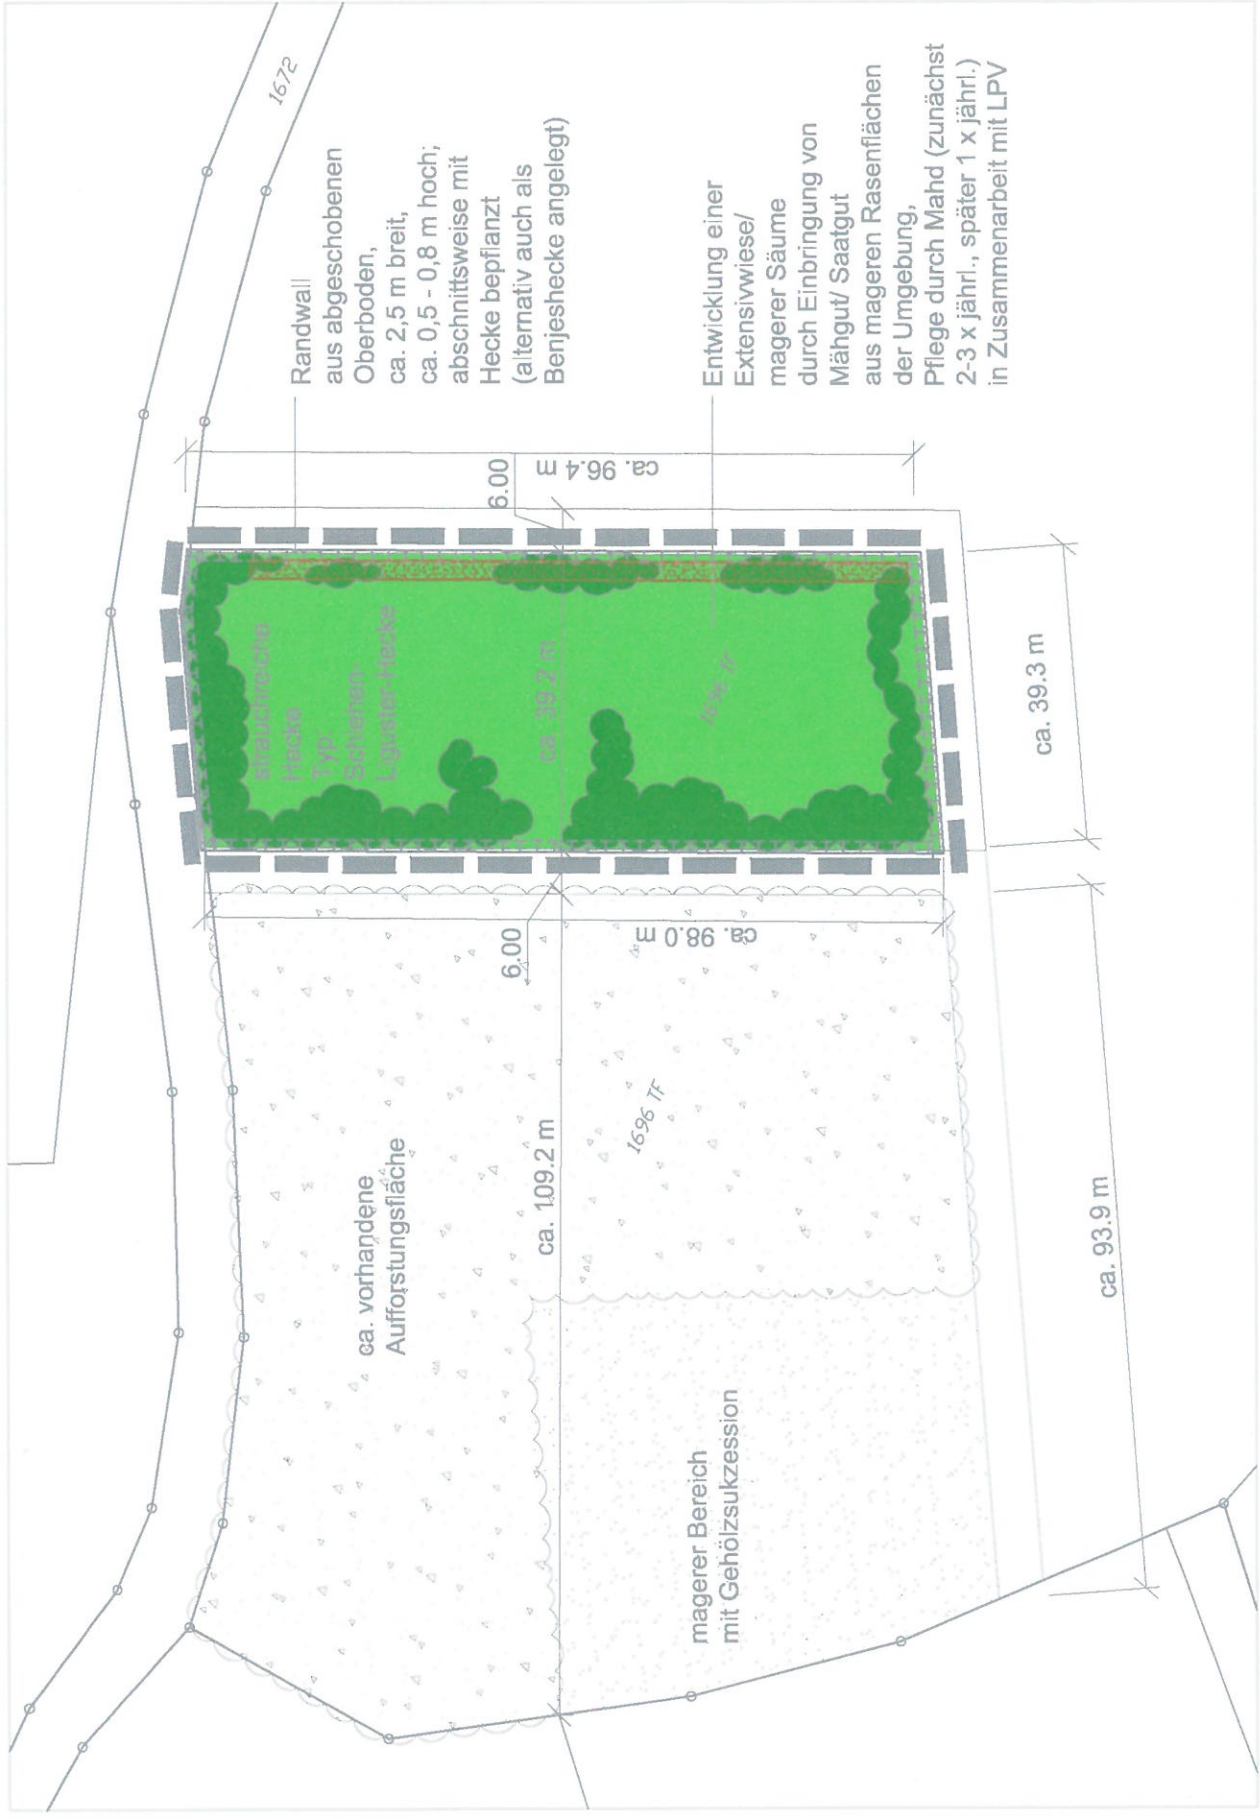 1672
Randwall
aus abgeschobenen
Oberboden,
ca. 2,5 m breit,
ca. 0,5 - 0,8 m hoch;
abschnittsweise mit
Hecke bepflanzt
(alternativ auch als
Benjeshecke angelegt)
Entwicklung einer
Extensivwiese/
magerer Säume
durch Einbringung von
Mähgut/ Saatgut
aus mageren Rasenflächen
der Umgebung,
Pflege durch Mahd (zunächst
2-3 x jährl., später 1 x jährl.)
in Zusammenarbeit mit LPV
6.00
ca. 96.4 m
strauchreiche
Hecke
Typ:
Schlehen-
Liguster-Hecke
ca. 39.2 m
1696 TF
ca. 39.3 m
6.00
ca. 98.0 m
ca. vorhandene
Aufforstungsfläche
ca. 109.2 m
1696 TF
ca. 93.9 m
magerer Bereich
mit Gehölzsukzession